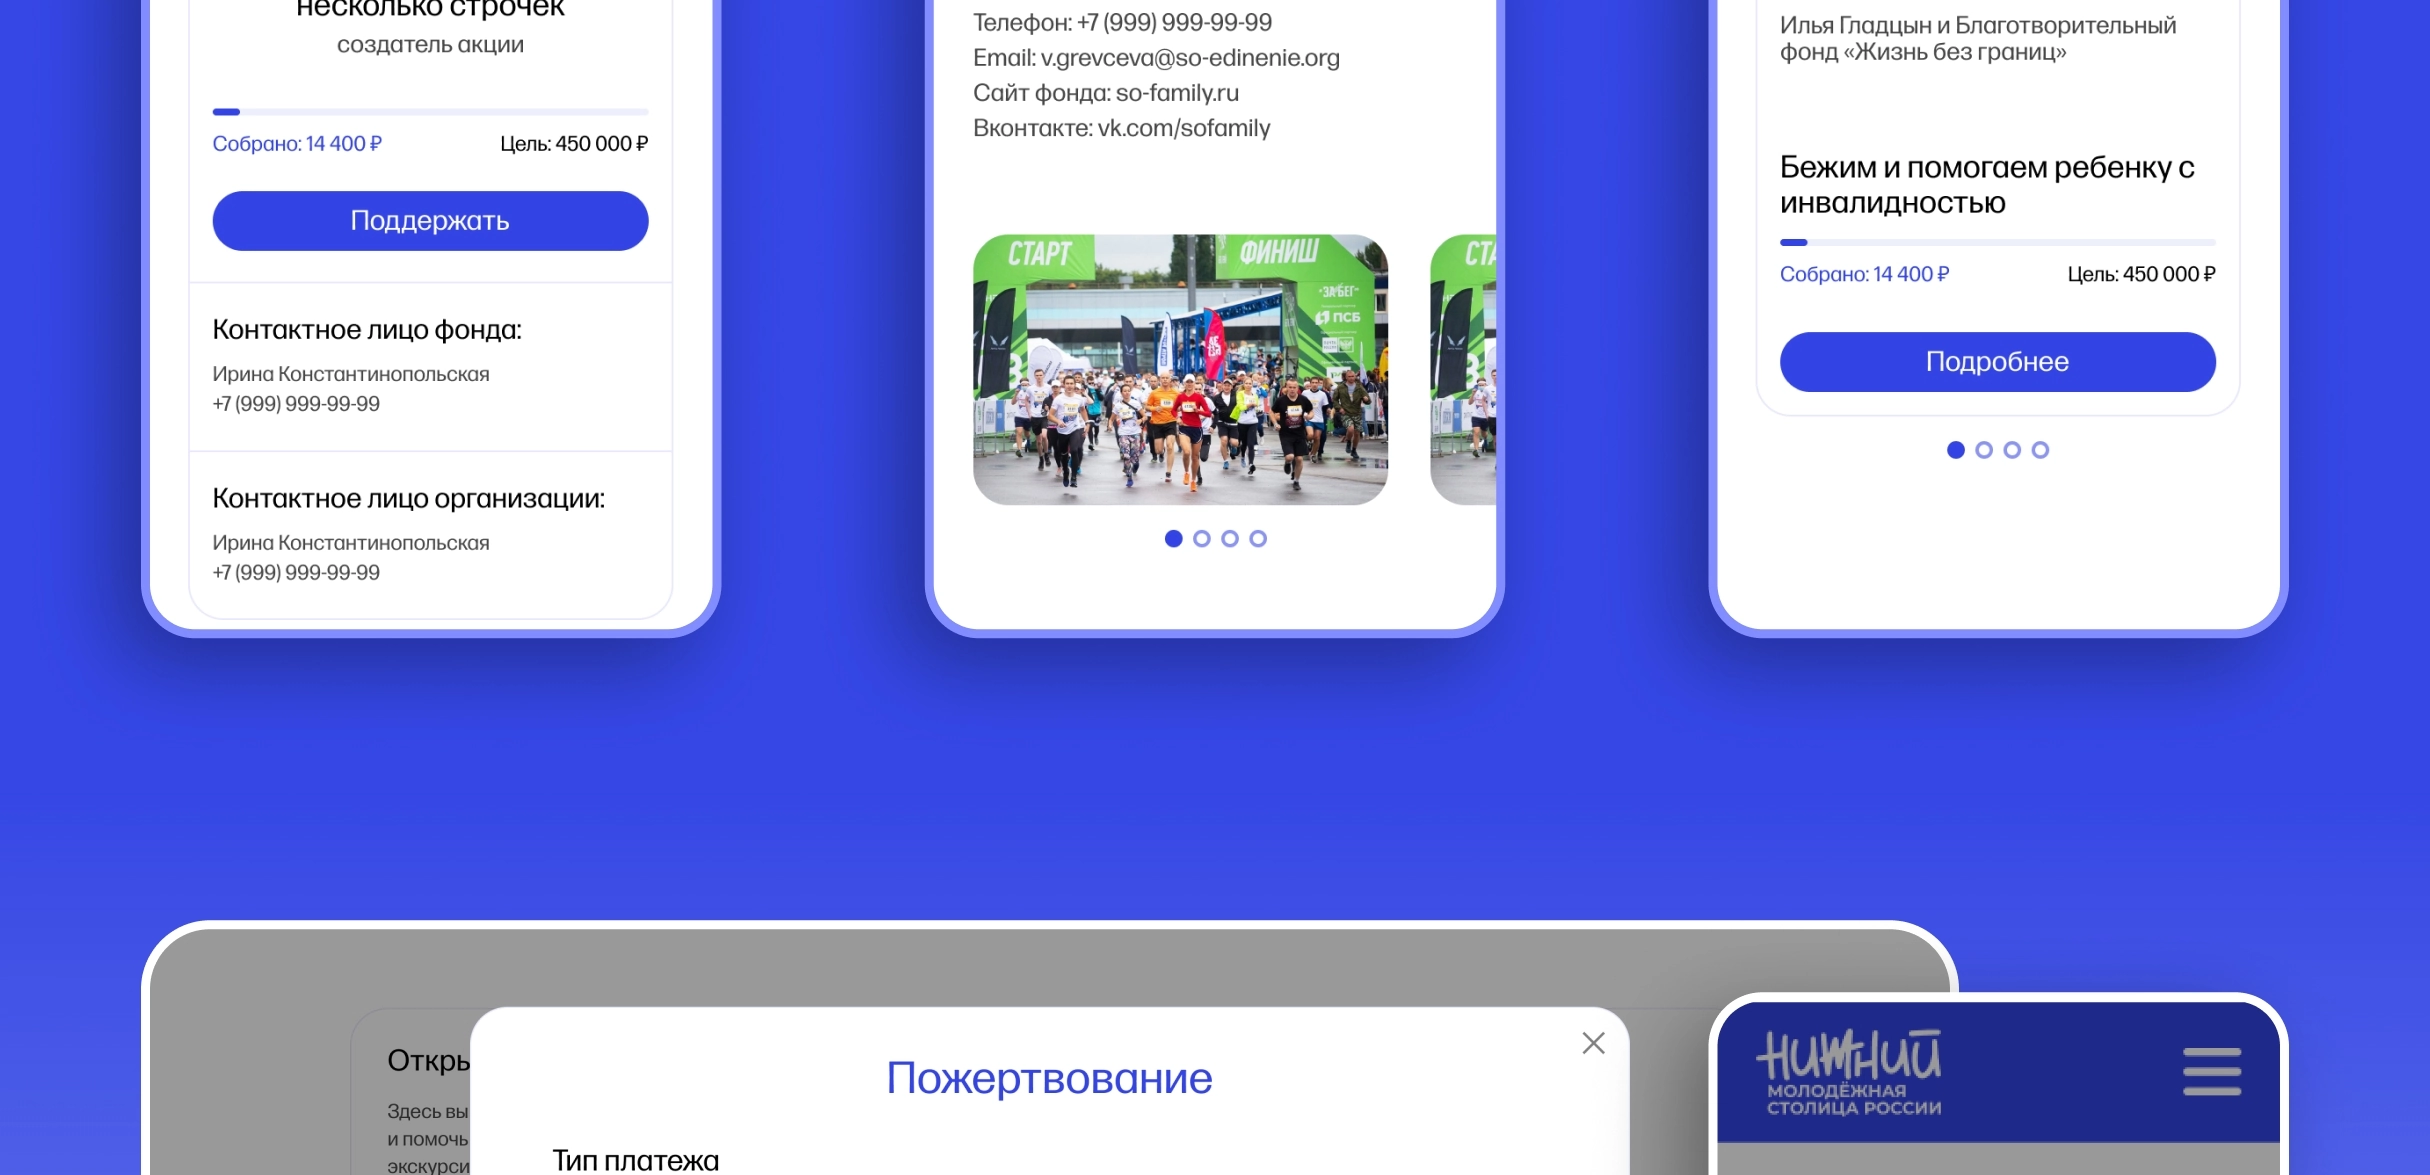 несколько строчек
создатель акции
Собрано: 14 400 ₽
Цель: 450 000 ₽
Поддержать
Контактное лицо фонда:
Ирина Константинопольская
+7 (999) 999-99-99
Контактное лицо организации:
Ирина Константинопольская
+7 (999) 999-99-99
Телефон: +7 (999) 999-99-99
Email: v.grevceva@so-edinenie.org
Сайт фонда: so-family.ru
Вконтакте: vk.com/sofamily
СТАРТ
ФИНИШ
"ЗАБЕГ"
ПСБ
СТА
Илья Гладцын и Благотворительный
фонд «Жизнь без границ»
Бежим и помогаем ребенку с
инвалидностью
Собрано: 14 400 ₽
Цель: 450 000 ₽
Подробнее
Откры
Здесь вы
и помочь
экскурси
Пожертвование
Тип платежа
НИЖНИЙ
МОЛОДЁЖНАЯ
СТОЛИЦА РОССИИ